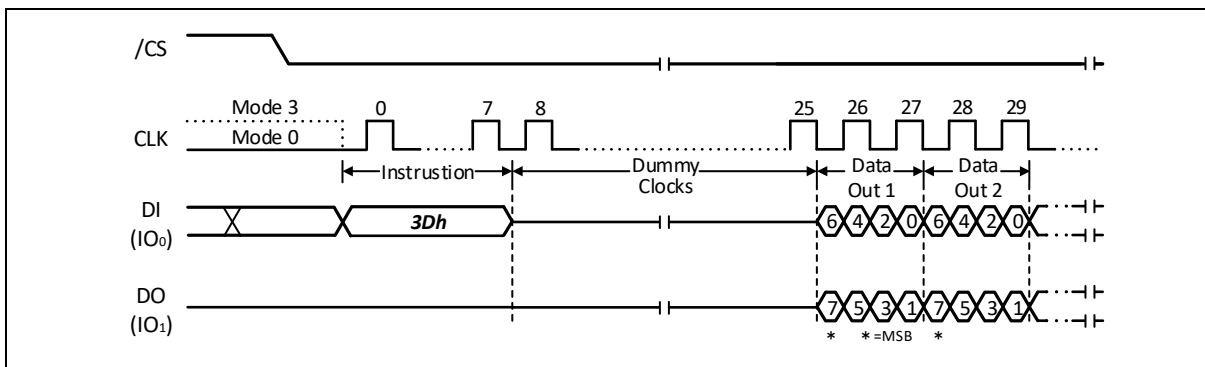 /CS
Mode 3 0 7 8 25 26 27 28 29
CLK Mode 0
Instrustion Dummy Clocks Data Out 1 Data Out 2
DI (IO0) 3Dh 6 4 2 0 6 4 2 0
DO (IO1) 7 5 3 1 7 5 3 1
* * =MSB *